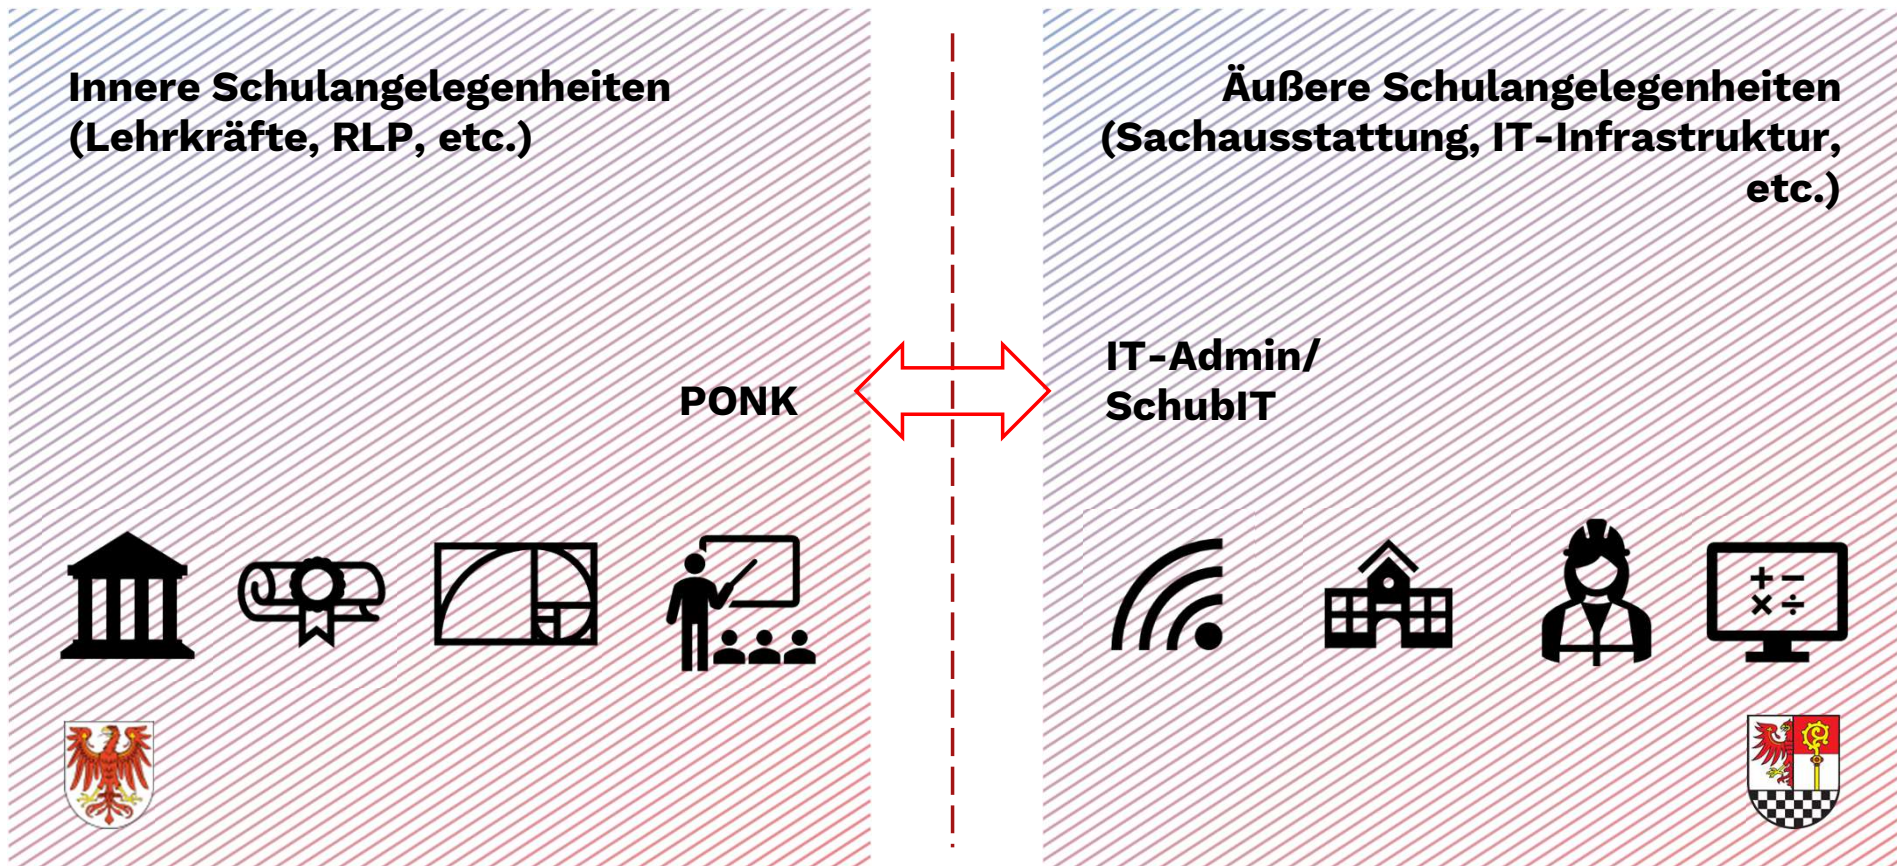 Innere Schulangelegenheiten
(Lehrkräfte, RLP, etc.)
Äußere Schulangelegenheiten
(Sachausstattung, IT-Infrastruktur,
etc.)
PONK
IT-Admin/
SchubIT
+ −
× ÷